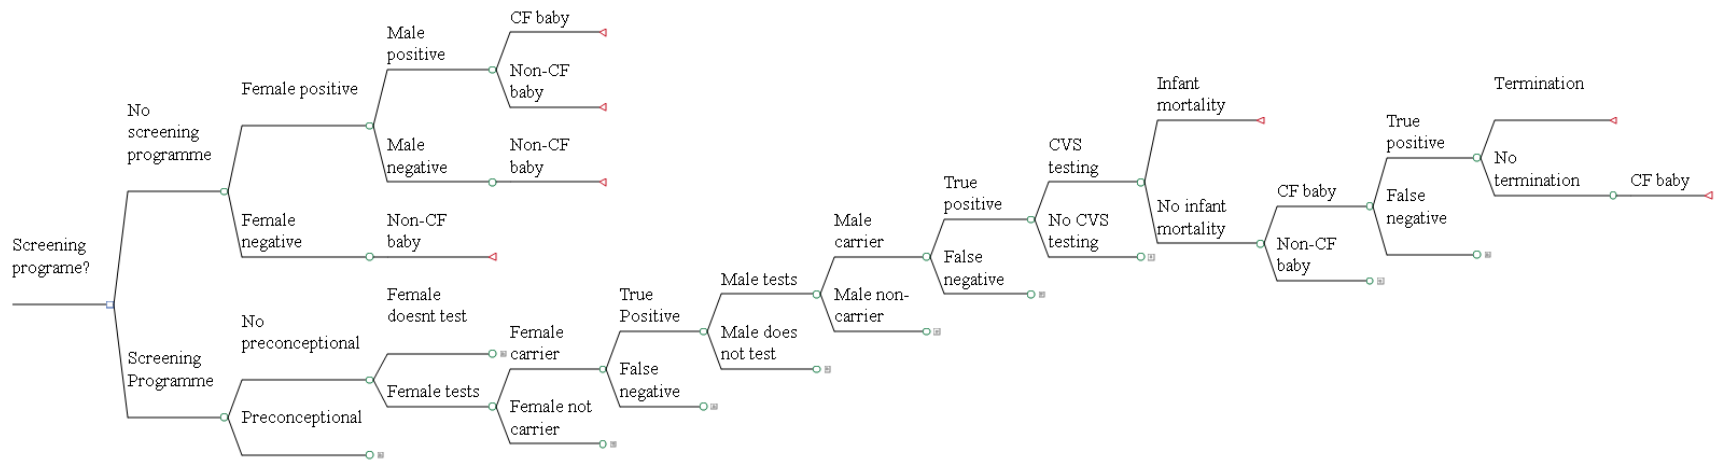 CF baby
Male
positive
Non-CF
baby
Female positive
No
screening
programme
Male
negative
Non-CF
baby
Female
negative
Non-CF
baby
Screening
programe?
Screening
Programme
No
preconceptional
Preconceptional
Female
doesnt test
Female tests
Female
carrier
Female not
carrier
True
Positive
False
negative
Male tests
Male does
not test
Male
carrier
Male non-
carrier
True
positive
False
negative
CVS
testing
No CVS
testing
Infant
mortality
No infant
mortality
CF baby
Non-CF
baby
True
positive
False
negative
Termination
No
termination
CF baby